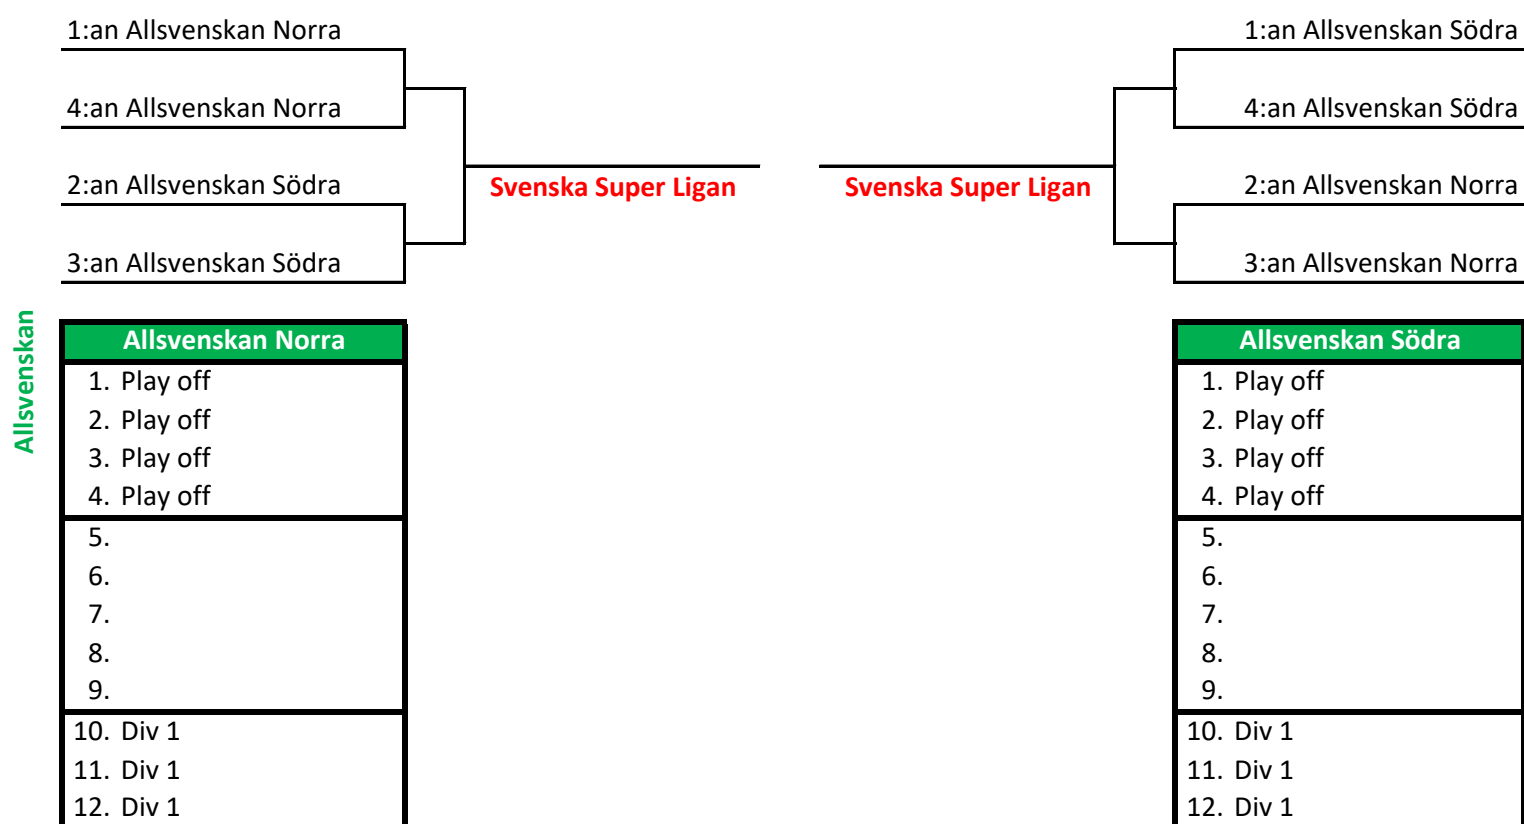 1:an Allsvenskan Norra
4:an Allsvenskan Norra
2:an Allsvenskan Södra
3:an Allsvenskan Södra
Svenska Super Ligan
Svenska Super Ligan
1:an Allsvenskan Södra
4:an Allsvenskan Södra
2:an Allsvenskan Norra
3:an Allsvenskan Norra
Allsvenskan
Allsvenskan Norra
1. Play off
2. Play off
3. Play off
4. Play off
5.
6.
7.
8.
9.
10. Div 1
11. Div 1
12. Div 1
Allsvenskan Södra
1. Play off
2. Play off
3. Play off
4. Play off
5.
6.
7.
8.
9.
10. Div 1
11. Div 1
12. Div 1